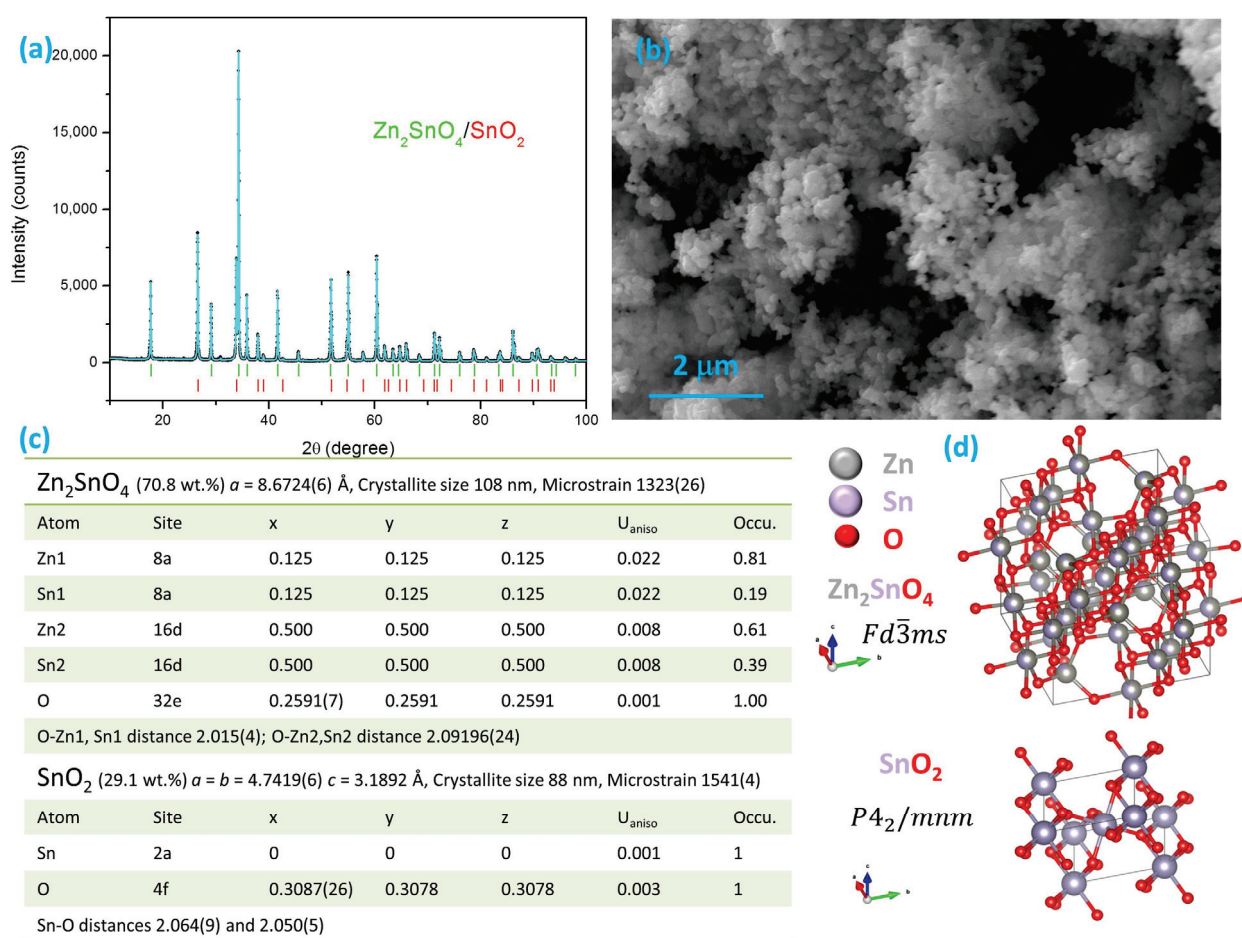 (a)
20,000
15,000
10,000
5,000
0
Intensity (counts)
Zn₂SnO₄/SnO₂
20 40 60 80 100
2θ (degree)
(b)
2 μm
(c)
Zn₂SnO₄ (70.8 wt.%) a = 8.6724(6) Å, Crystallite size 108 nm, Microstrain 1323(26)
Atom Site x y z Uaniso Occu.
Zn1 8a 0.125 0.125 0.125 0.022 0.81
Sn1 8a 0.125 0.125 0.125 0.022 0.19
Zn2 16d 0.500 0.500 0.500 0.008 0.61
Sn2 16d 0.500 0.500 0.500 0.008 0.39
O 32e 0.2591(7) 0.2591 0.2591 0.001 1.00
O-Zn1, Sn1 distance 2.015(4); O-Zn2,Sn2 distance 2.09196(24)
SnO₂ (29.1 wt.%) a = b = 4.7419(6) c = 3.1892 Å, Crystallite size 88 nm, Microstrain 1541(4)
Atom Site x y z Uaniso Occu.
Sn 2a 0 0 0 0.001 1
O 4f 0.3087(26) 0.3078 0.3078 0.003 1
Sn-O distances 2.064(9) and 2.050(5)
(d)
Zn
Sn
O
Zn₂SnO₄
Fd3̅ms
a c b
SnO₂
P4₂/mnm
a c b